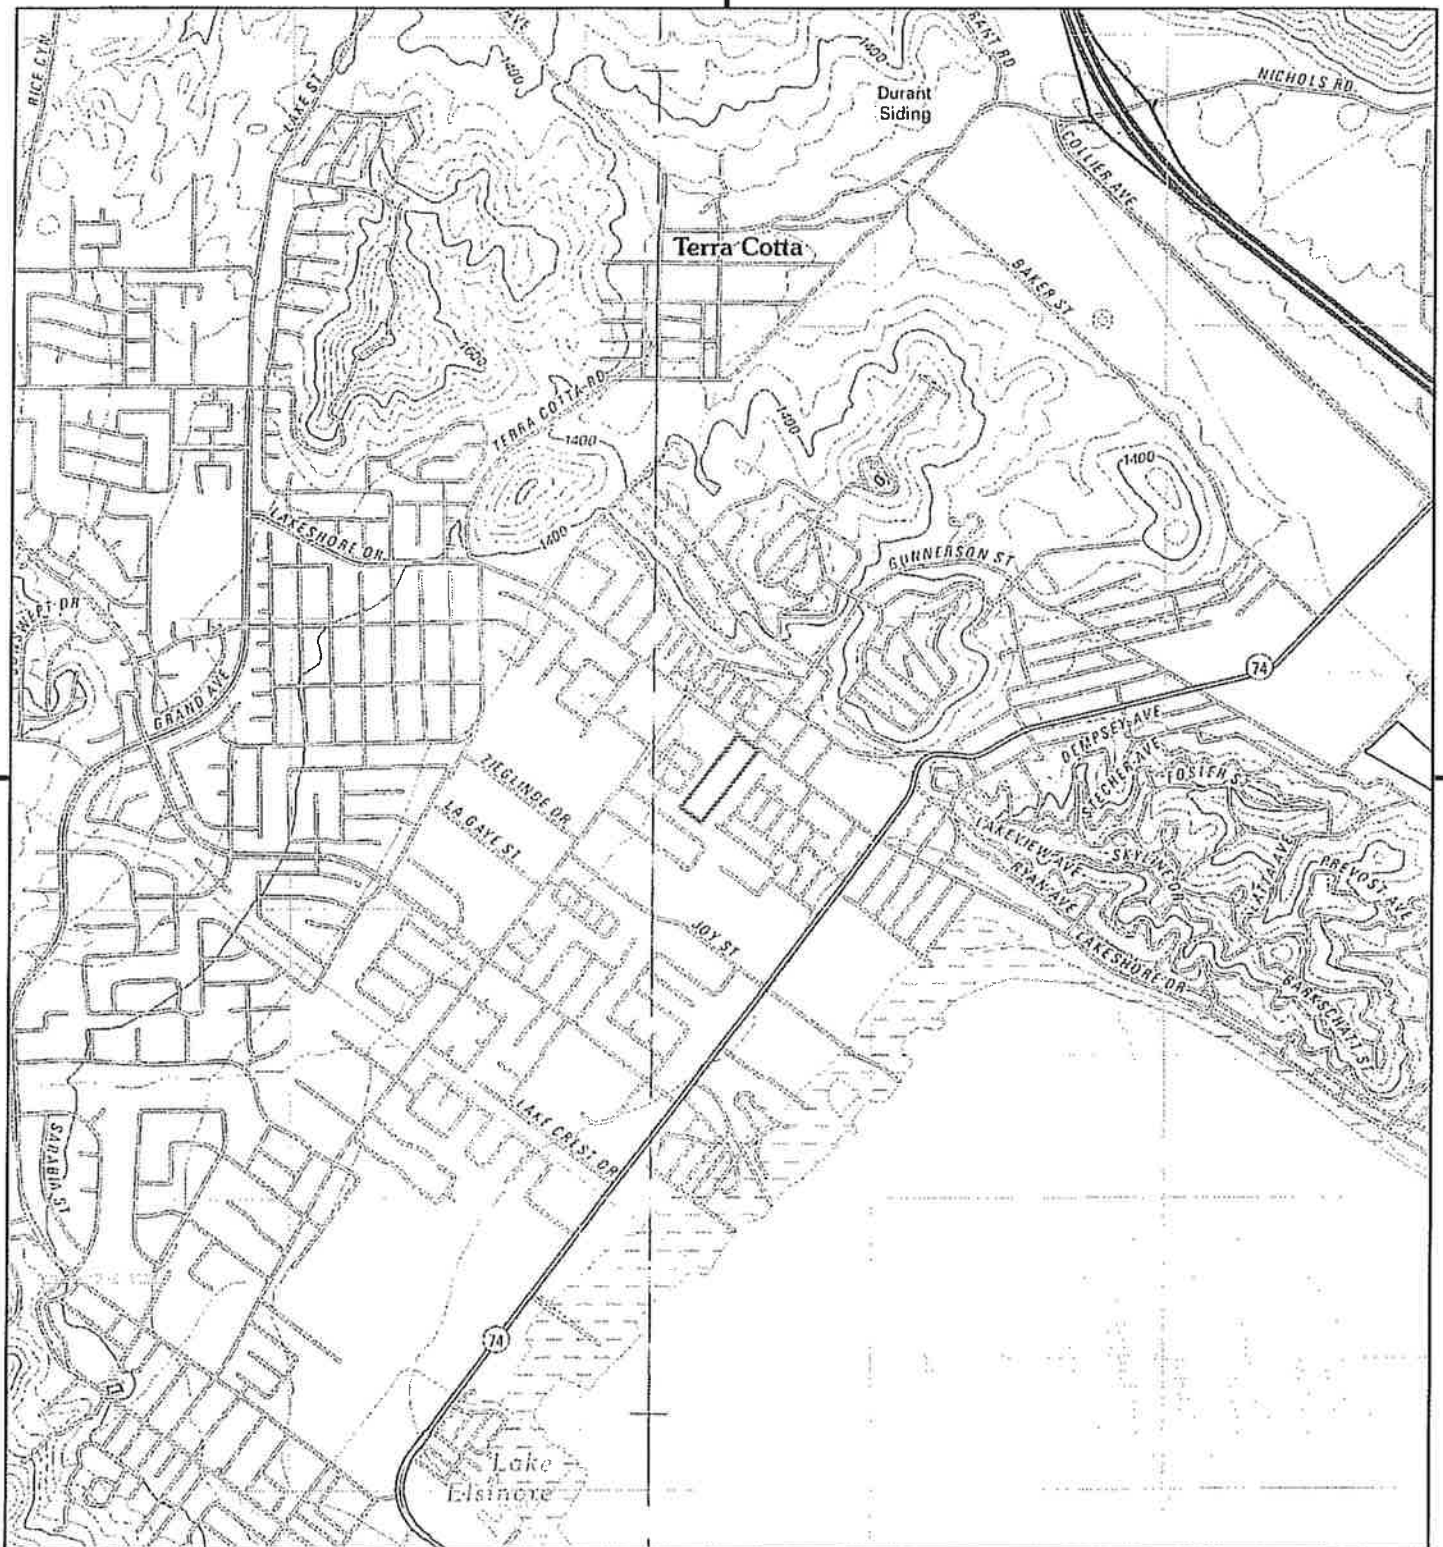 AVE
1400
1400
NICHOLS RD
RICE CYN
LAKE ST
Durant
Siding
COLLIER AVE
Terra Cotta
BAKER ST
1600
TERRA COTTA RD
1400
1400
1400
LAKESHORE DR
1400
GUNNERSON ST
74
GRAND AVE
DEMPSEY AVE
ZIEGLINDE DR
LA GAYE ST
LAKEVIEW AVE
SKYLINE DR
RYAN AVE
PREVOST AVE
JOY ST
LAKESHORE DR
LAKE CREST DR
SARABIA ST
74
Lake
Elsinore